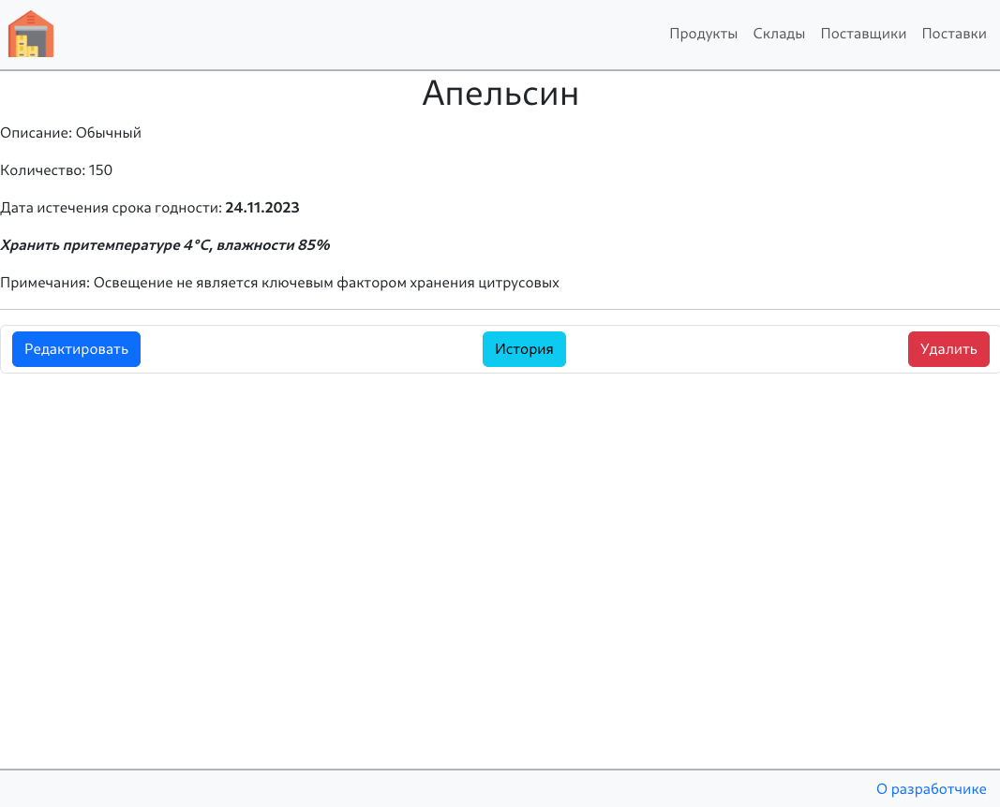 Продукты Склады Поставщики Поставки
Апельсин
Описание: Обычный
Количество: 150
Дата истечения срока годности: 24.11.2023
Хранить притемпературе 4°C, влажности 85%
Примечания: Освещение не является ключевым фактором хранения цитрусовых
Редактировать История Удалить
О разработчике